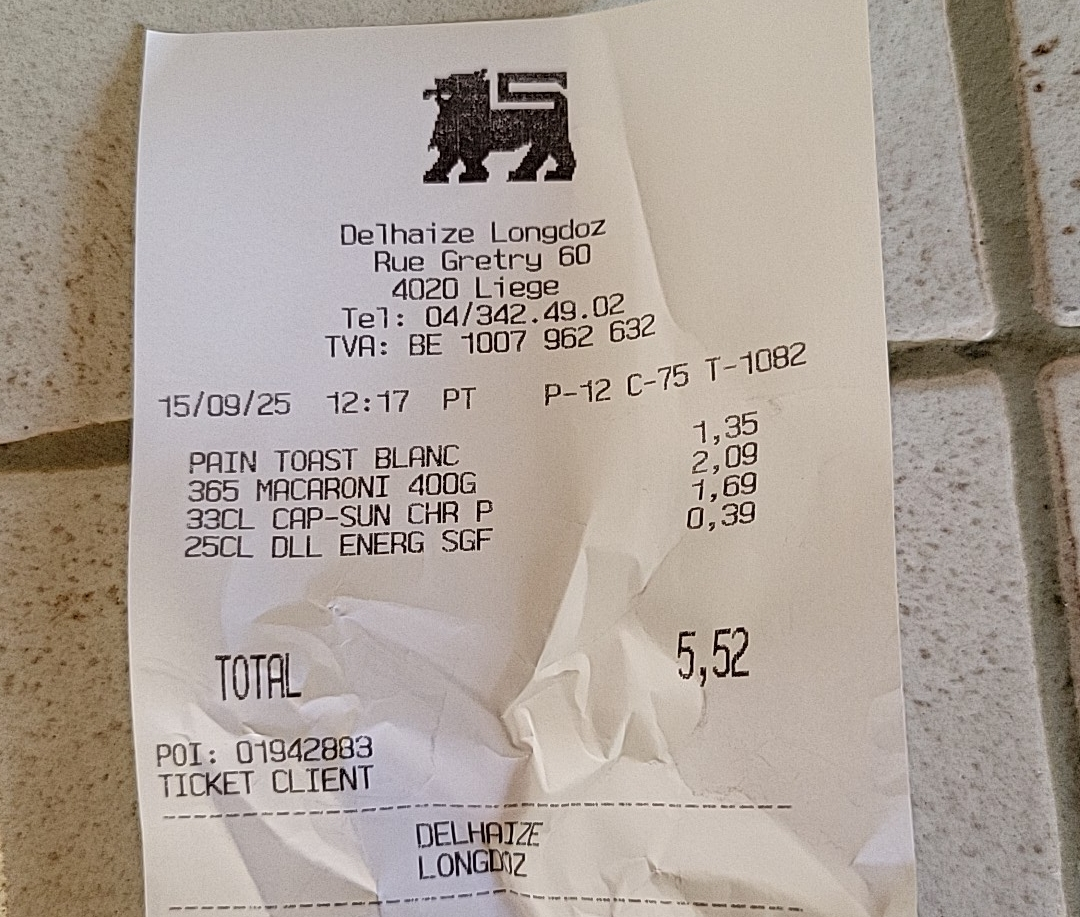 Delhaize Longdoz
Rue Gretry 60
4020 Liege
Tel: 04/342.49.02
TVA: BE 1007 962 632
15/09/25 12:17 PT P-12 C-75 T-1082
PAIN TOAST BLANC 1,35
365 MACARONI 400G 2,09
33CL CAP-SUN CHR P 1,69
25CL DLL ENERG SGF 0,39
TOTAL 5,52
POI: 01942883
TICKET CLIENT
DELHAIZE
LONGDOZ